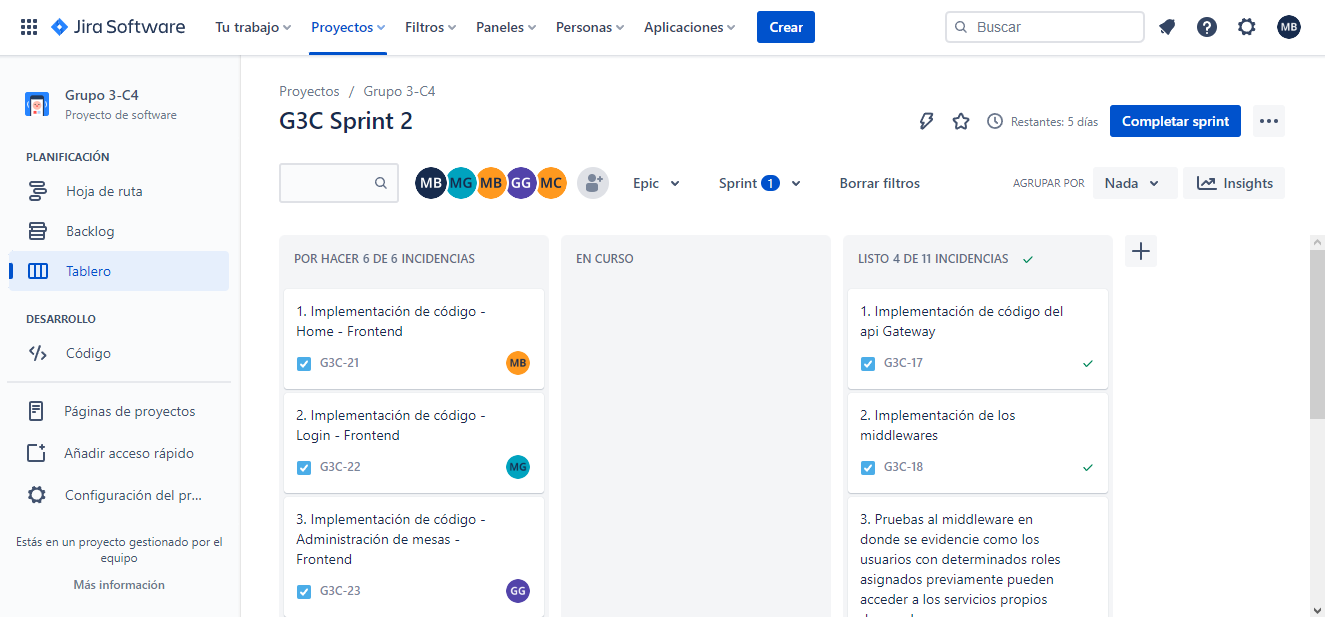 Jira Software
Tu trabajo
Proyectos
Filtros
Paneles
Personas
Aplicaciones
Crear
Buscar
MB
Grupo 3-C4
Proyecto de software
PLANIFICACIÓN
Hoja de ruta
Backlog
Tablero
DESARROLLO
Código
Páginas de proyectos
Añadir acceso rápido
Configuración del pr...
Estás en un proyecto gestionado por el
equipo
Más información
Proyectos / Grupo 3-C4
G3C Sprint 2
Restantes: 5 días
Completar sprint
MB MG MB GG MC
Epic
Sprint 1
Borrar filtros
AGRUPAR POR
Nada
Insights
POR HACER 6 DE 6 INCIDENCIAS
1. Implementación de código -
Home - Frontend
G3C-21
MB
2. Implementación de código -
Login - Frontend
G3C-22
MG
3. Implementación de código -
Administración de mesas -
Frontend
G3C-23
GG
EN CURSO
LISTO 4 DE 11 INCIDENCIAS
1. Implementación de código del
api Gateway
G3C-17
2. Implementación de los
middlewares
G3C-18
3. Pruebas al middleware en
donde se evidencie como los
usuarios con determinados roles
asignados previamente pueden
acceder a los servicios propios